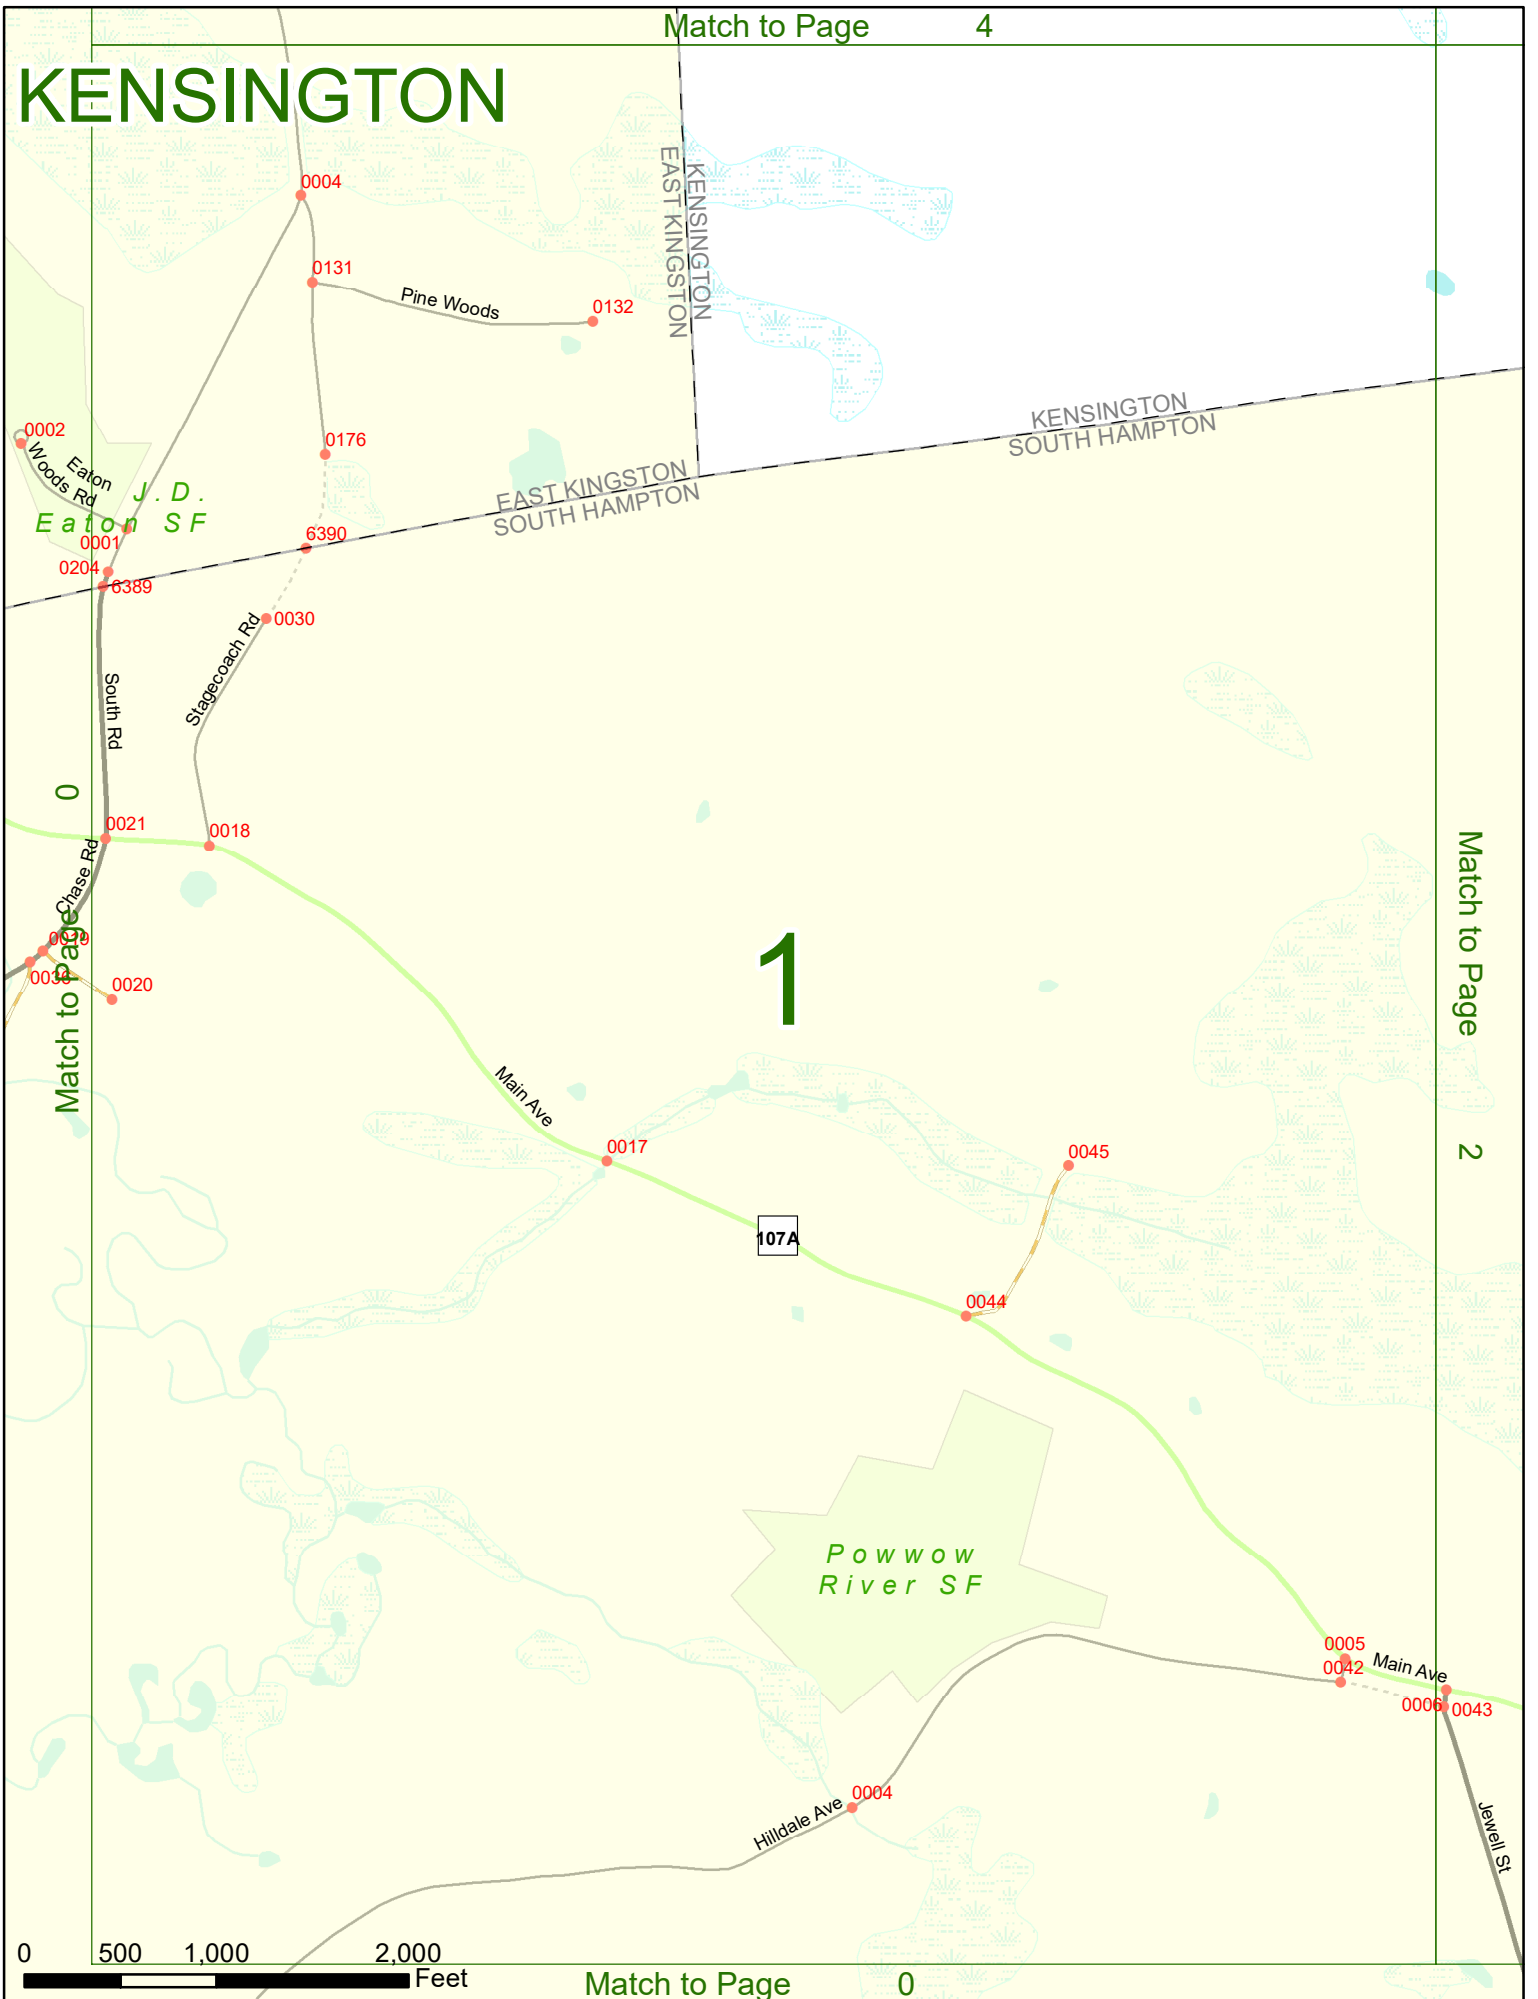 Match to Page 4
KENSINGTON
0004
KENSINGTON
EAST KINGSTON
0131
Pine Woods
0132
KENSINGTON
SOUTH HAMPTON
0002
Eaton
Woods Rd
0176
J.D.
Eaton SF
EAST KINGSTON
SOUTH HAMPTON
0001
6390
0204
6389
0030
Stagecoach Rd
South Rd
0021
0018
Chase Rd
Match to Page 0
0019
0036
0020
1
Match to Page 2
Main Ave
0017
0045
107A
0044
Powwow
River SF
0005
Main Ave
0042
0006
0043
0004
Hilldale Ave
Jewell St
0 500 1,000 2,000
Feet
Match to Page 0